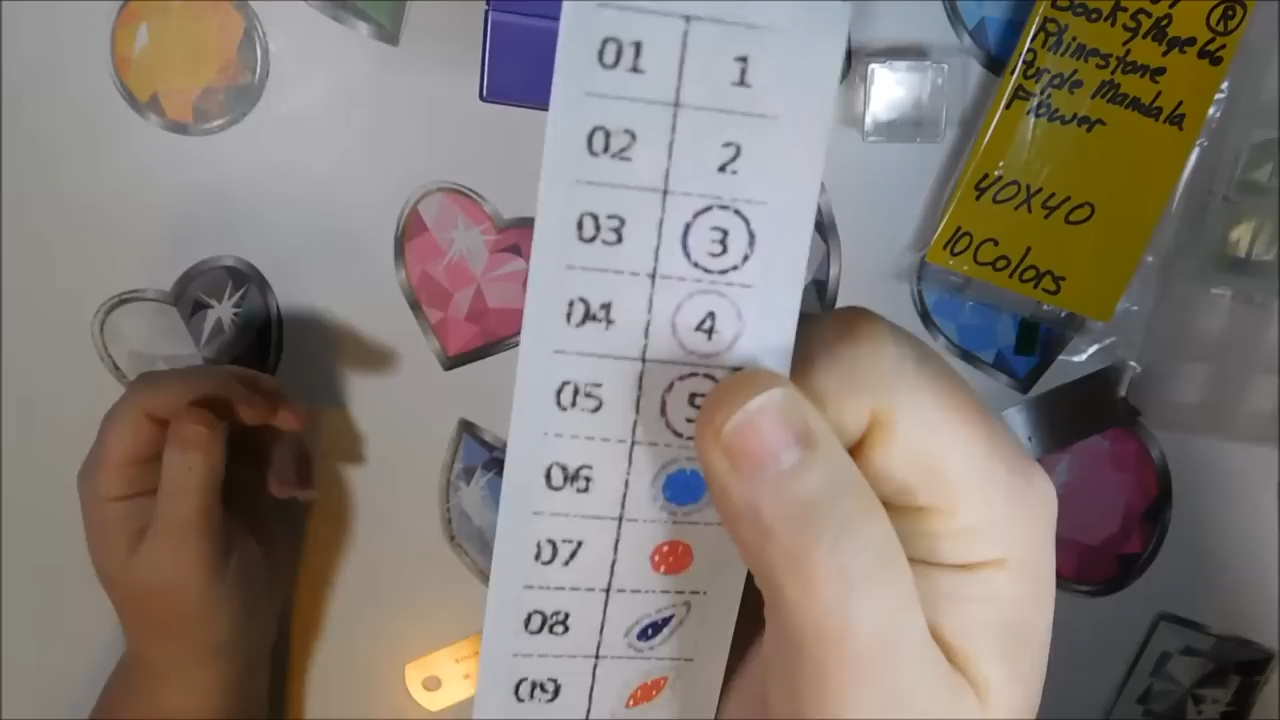 01 1
02 2
03 3
04 4
05 5
06
07
08
09
®
Book 5, Page 66
Rhinestone
Purple Mandala
Flower
40X40
10 Colors